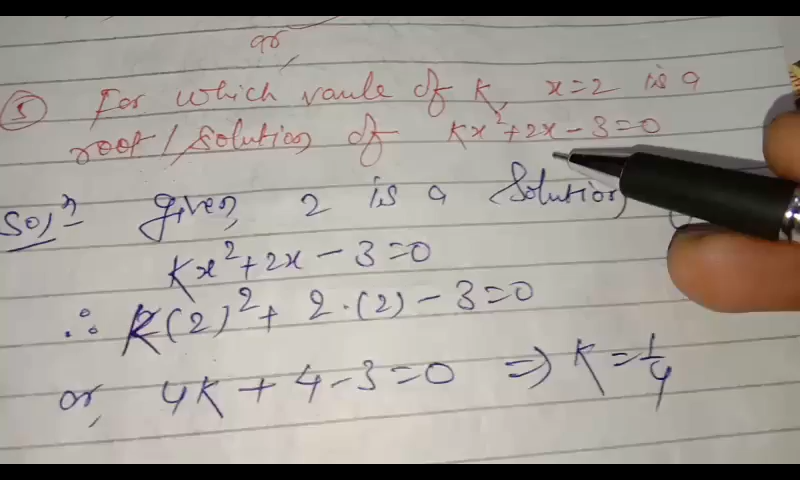 or,
5 For which vaule of k, x=2 is a
root/solution of kx²+2x-3=0
Sol? Given, 2 is a solution
Kx²+2x-3=0
∴ K(2)²+ 2·(2)-3=0
or, 4K+4-3=0 ⇒ K=1/4